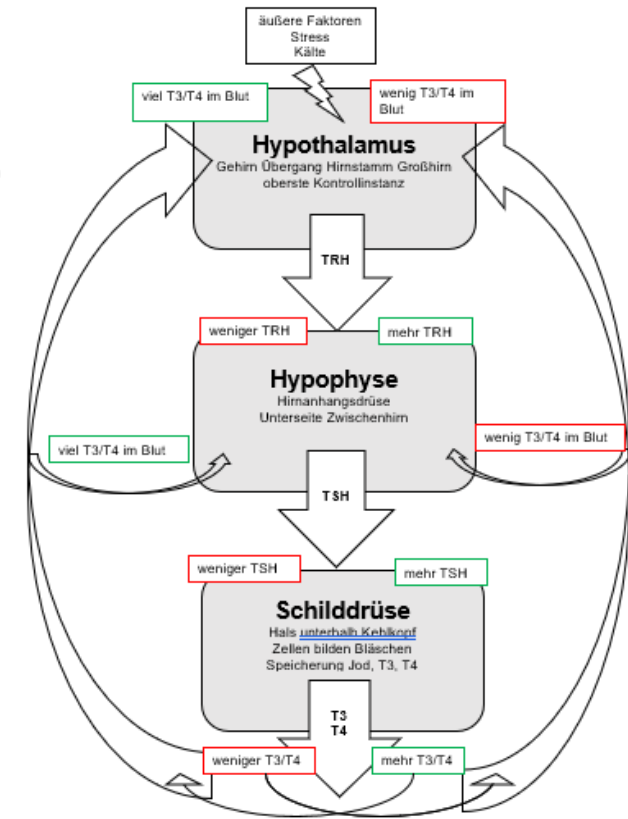 äußere Faktoren
Stress
Kälte
viel T3/T4 im Blut
wenig T3/T4 im
Blut
Hypothalamus
Gehirn Übergang Hirnstamm Großhirn
oberste Kontrollinstanz
TRH
weniger TRH
mehr TRH
Hypophyse
Hirnanhangsdrüse
Unterseite Zwischenhirn
viel T3/T4 im Blut
wenig T3/T4 im Blut
TSH
weniger TSH
mehr TSH
Schilddrüse
Hals unterhalb Kehlkopf
Zellen bilden Bläschen
Speicherung Jod, T3, T4
T3
T4
weniger T3/T4
mehr T3/T4